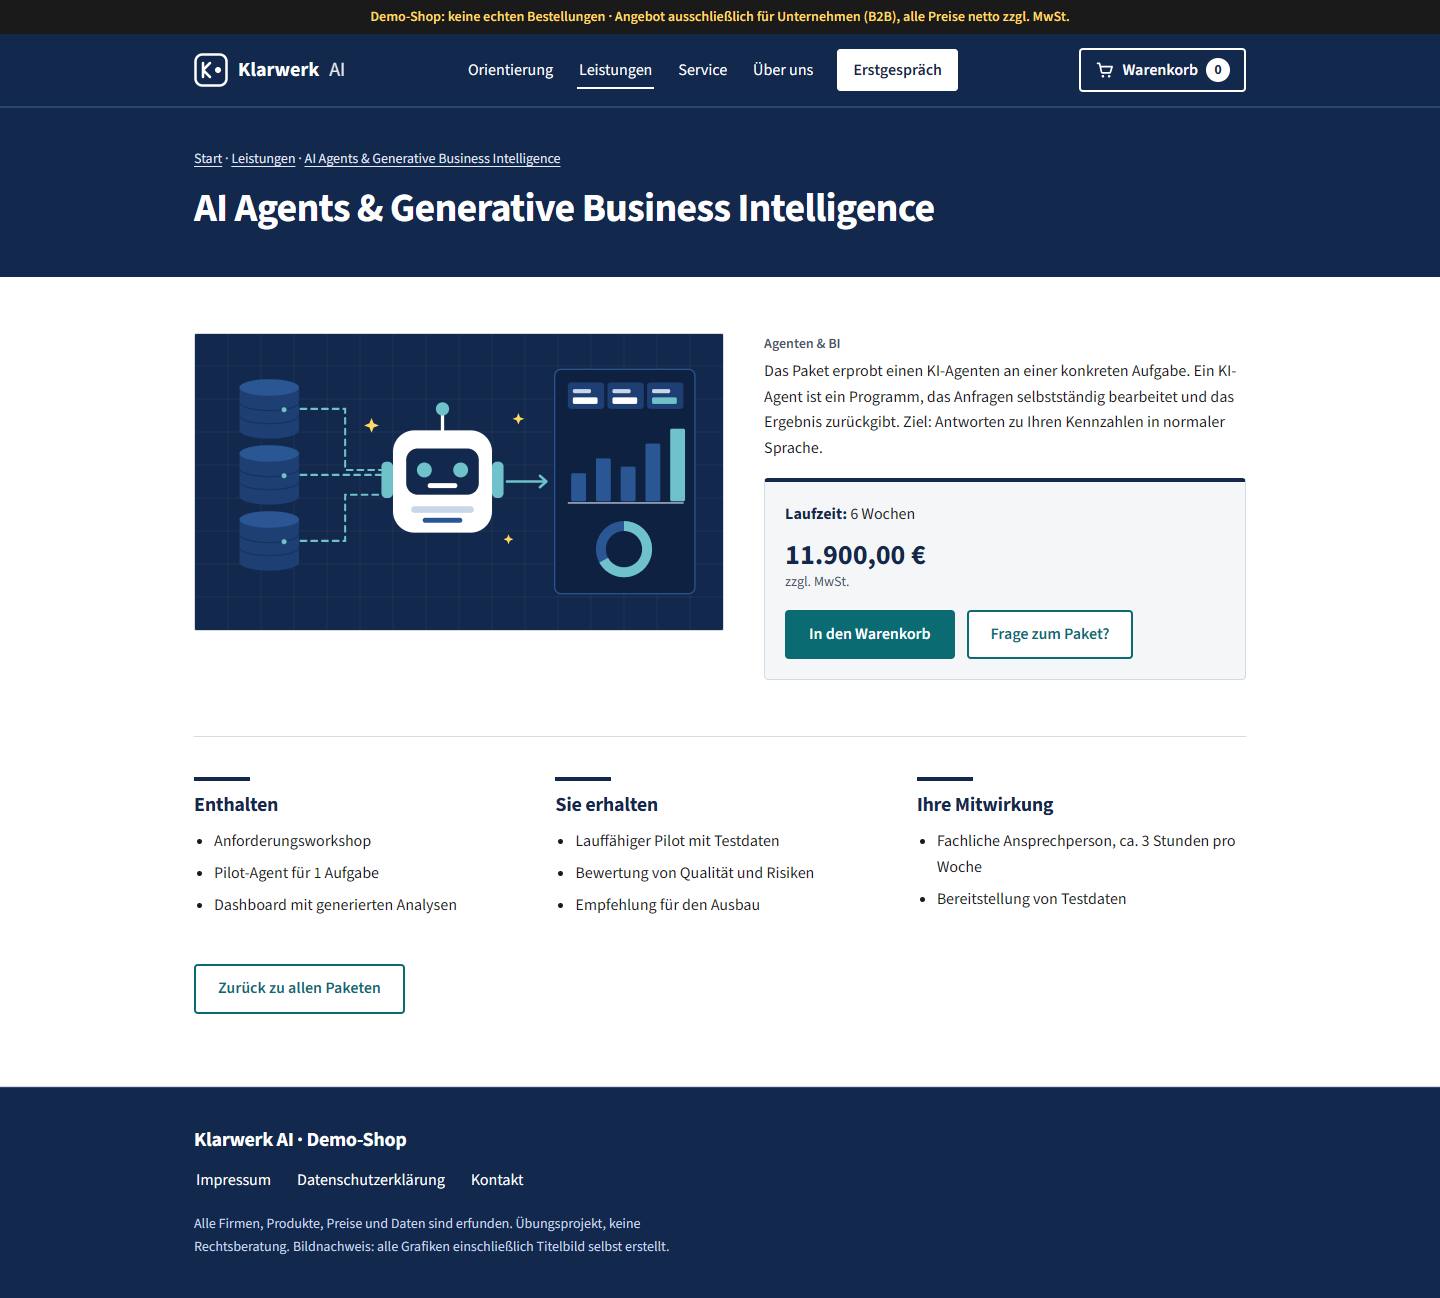 Demo-Shop: keine echten Bestellungen · Angebot ausschließlich für Unternehmen (B2B), alle Preise netto zzgl. MwSt.
K
Klarwerk AI
Orientierung
Leistungen
Service
Über uns
Erstgespräch
Warenkorb 0
Start · Leistungen · AI Agents & Generative Business Intelligence
AI Agents & Generative Business Intelligence
Agenten & BI
Das Paket erprobt einen KI-Agenten an einer konkreten Aufgabe. Ein KI-
Agent ist ein Programm, das Anfragen selbstständig bearbeitet und das
Ergebnis zurückgibt. Ziel: Antworten zu Ihren Kennzahlen in normaler
Sprache.
Laufzeit: 6 Wochen
11.900,00 €
zzgl. MwSt.
In den Warenkorb
Frage zum Paket?
Enthalten
• Anforderungsworkshop
• Pilot-Agent für 1 Aufgabe
• Dashboard mit generierten Analysen
Sie erhalten
• Lauffähiger Pilot mit Testdaten
• Bewertung von Qualität und Risiken
• Empfehlung für den Ausbau
Ihre Mitwirkung
• Fachliche Ansprechperson, ca. 3 Stunden pro
Woche
• Bereitstellung von Testdaten
Zurück zu allen Paketen
Klarwerk AI · Demo-Shop
Impressum
Datenschutzerklärung
Kontakt
Alle Firmen, Produkte, Preise und Daten sind erfunden. Übungsprojekt, keine
Rechtsberatung. Bildnachweis: alle Grafiken einschließlich Titelbild selbst erstellt.